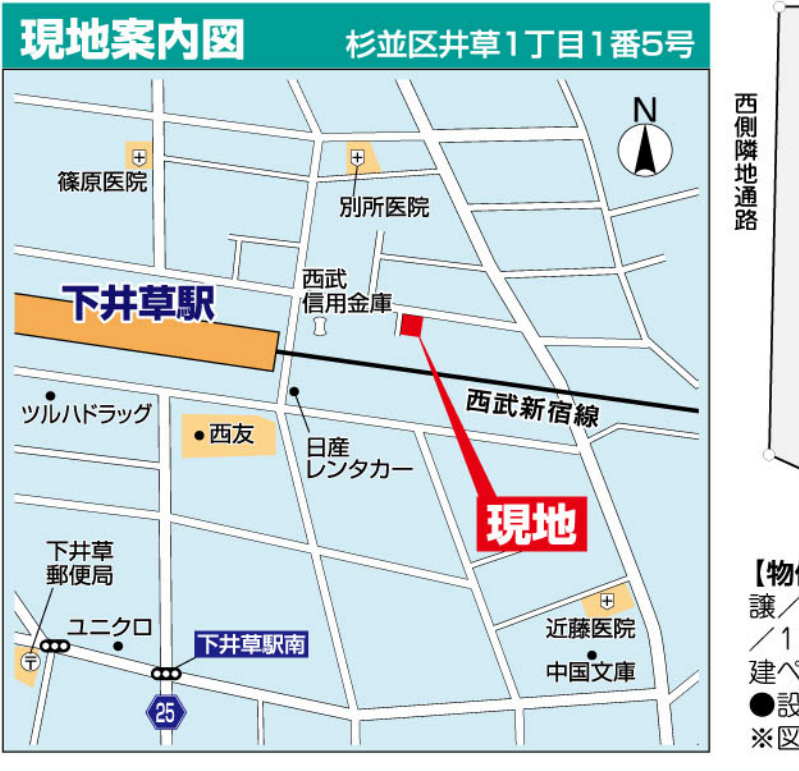 現地案内図 杉並区井草1丁目1番5号
N
篠原医院
別所医院
西武
信用金庫
下井草駅
西武新宿線
ツルハドラッグ
西友
日産
レンタカー
現地
下井草
郵便局
〒
ユニクロ
下井草駅南
25
近藤医院
中国文庫
西側隣地通路
【物
譲/
/1
建ペ
●設
※図